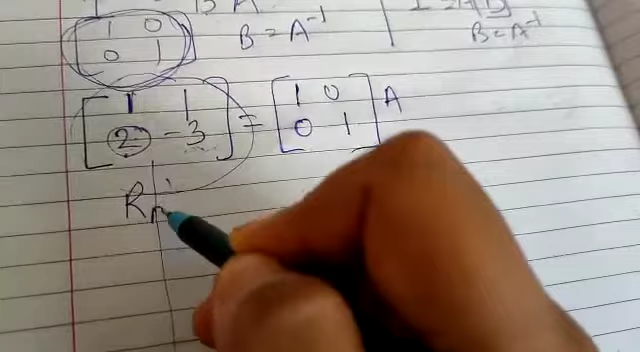 1 0
0 1
B = A⁻¹
B = A⁻¹
[1 1] = [1 0] A
[2 -3] [0 1]
R